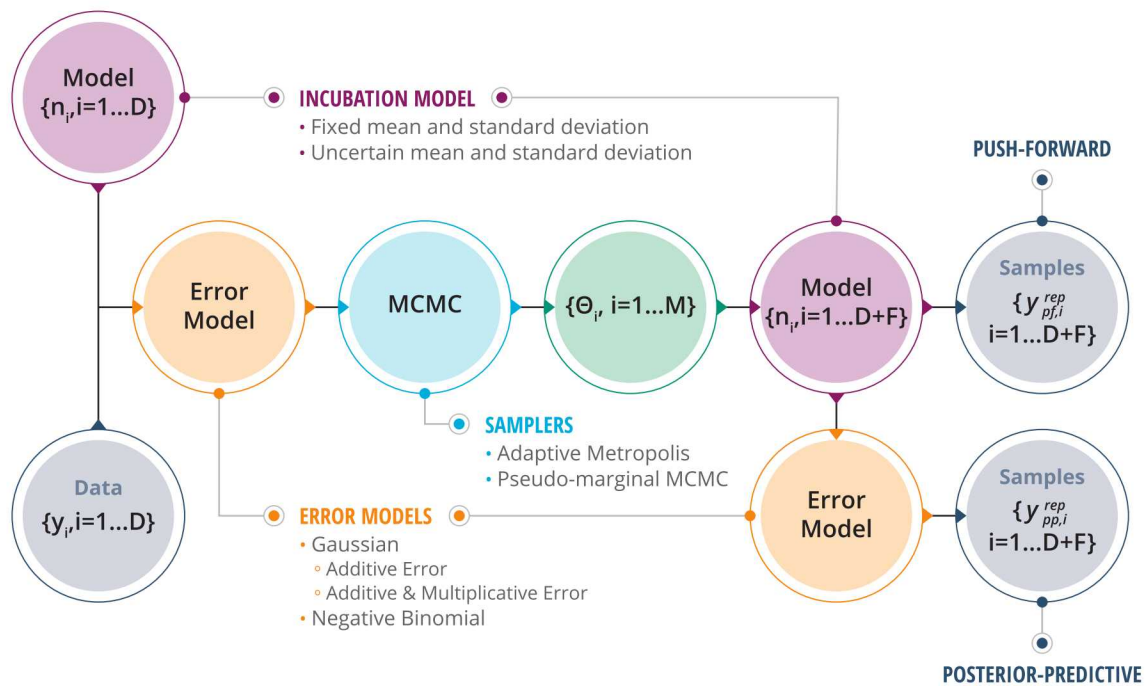 Model
{n_i,i=1...D}
INCUBATION MODEL
• Fixed mean and standard deviation
• Uncertain mean and standard deviation
PUSH-FORWARD
Error
Model
MCMC
{Θ_i, i=1...M}
Model
{n_i,i=1...D+F}
Samples
{y^rep_pf,i
i=1...D+F}
SAMPLERS
• Adaptive Metropolis
• Pseudo-marginal MCMC
Data
{y_i,i=1...D}
ERROR MODELS
• Gaussian
◦ Additive Error
◦ Additive & Multiplicative Error
• Negative Binomial
Error
Model
Samples
{y^rep_pp,i
i=1...D+F}
POSTERIOR-PREDICTIVE